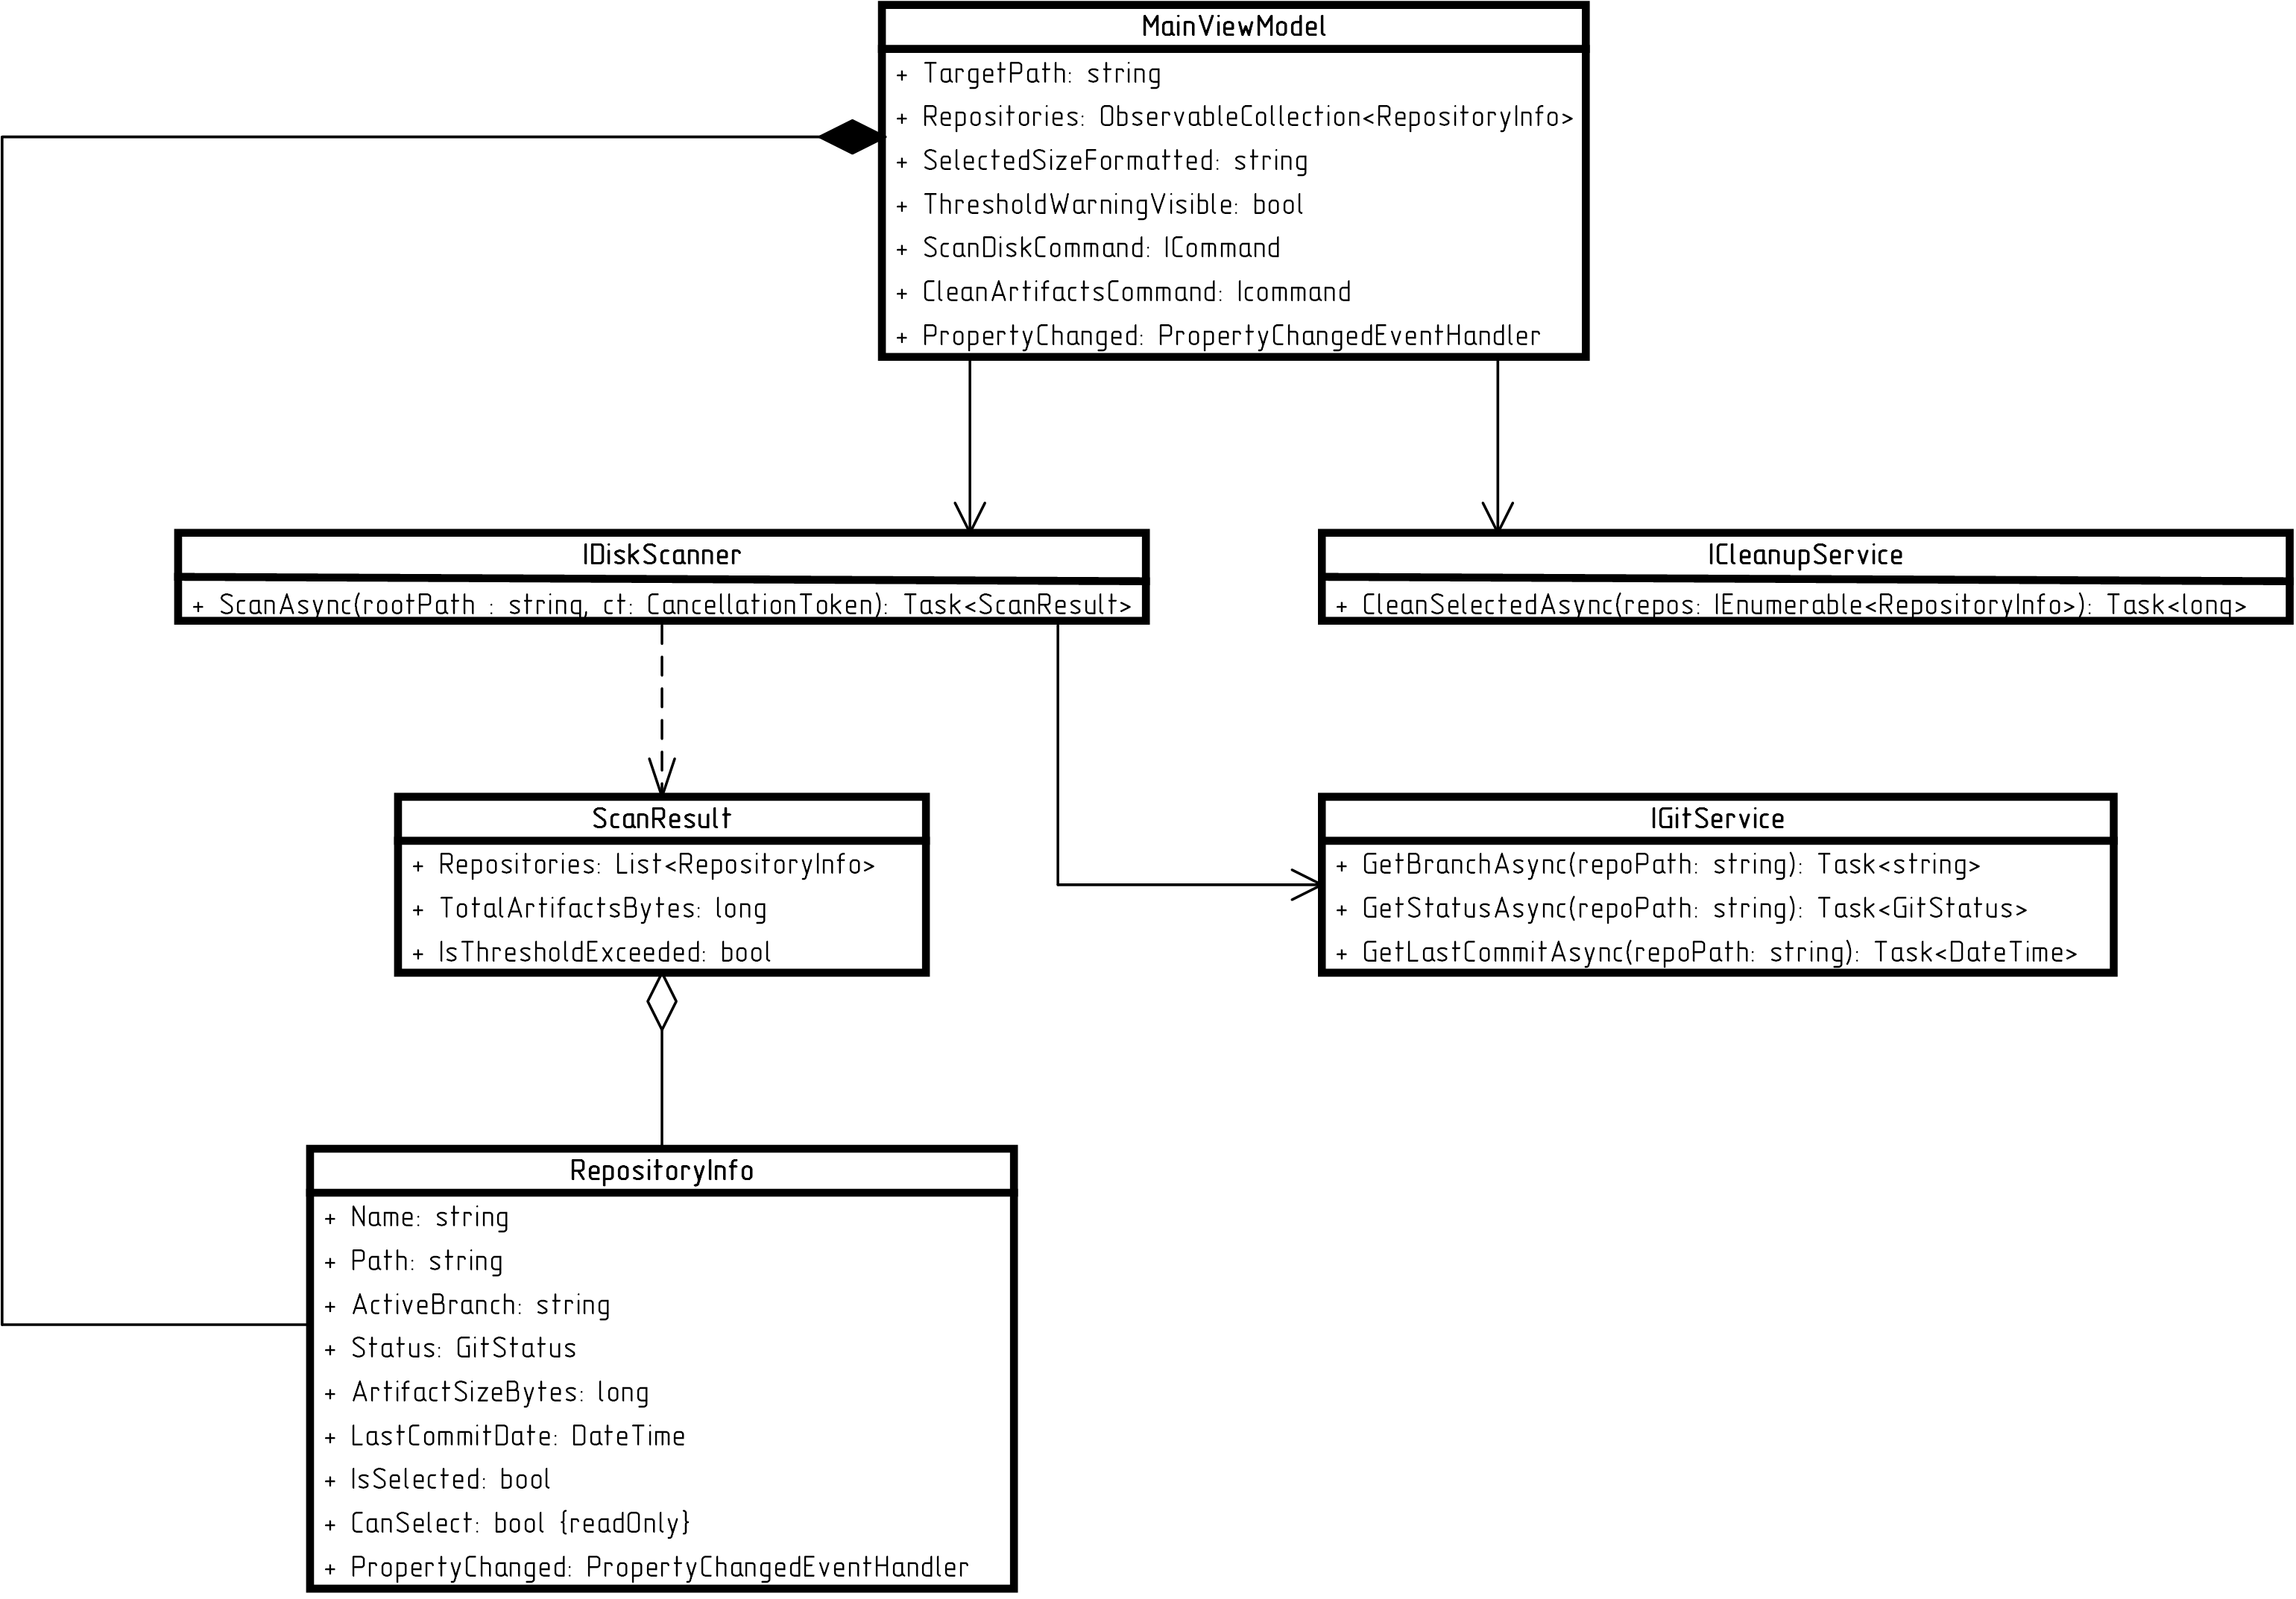 MainViewModel
+ TargetPath: string
+ Repositories: ObservableCollection<RepositoryInfo>
+ SelectedSizeFormatted: string
+ ThresholdWarningVisible: bool
+ ScanDiskCommand: ICommand
+ CleanArtifactsCommand: Icommand
+ PropertyChanged: PropertyChangedEventHandler
IDiskScanner
+ ScanAsync(rootPath : string, ct: CancellationToken): Task<ScanResult>
ICleanupService
+ CleanSelectedAsync(repos: IEnumerable<RepositoryInfo>): Task<long>
ScanResult
+ Repositories: List<RepositoryInfo>
+ TotalArtifactsBytes: long
+ IsThresholdExceeded: bool
IGitService
+ GetBranchAsync(repoPath: string): Task<string>
+ GetStatusAsync(repoPath: string): Task<GitStatus>
+ GetLastCommitAsync(repoPath: string): Task<DateTime>
RepositoryInfo
+ Name: string
+ Path: string
+ ActiveBranch: string
+ Status: GitStatus
+ ArtifactSizeBytes: long
+ LastCommitDate: DateTime
+ IsSelected: bool
+ CanSelect: bool {readOnly}
+ PropertyChanged: PropertyChangedEventHandler